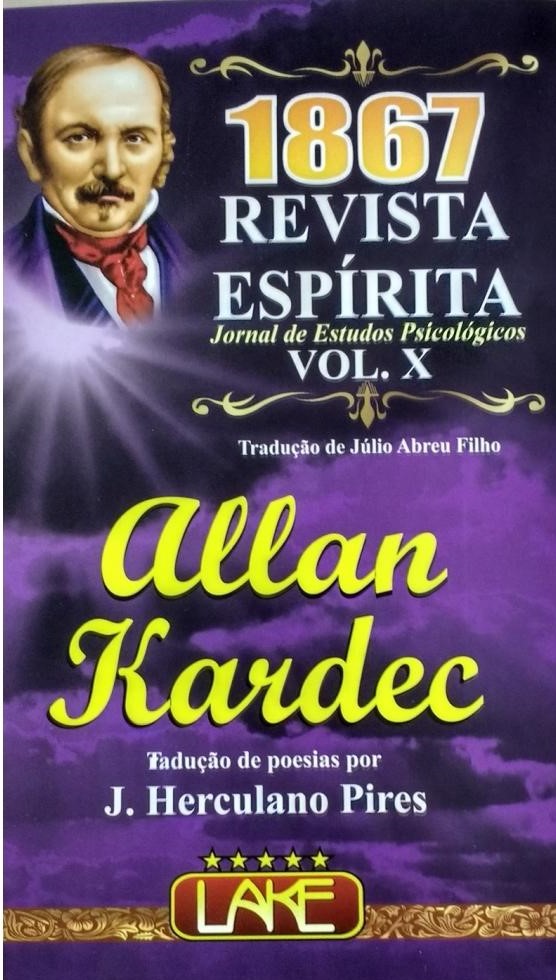 1867
REVISTA
ESPÍRITA
Jornal de Estudos Psicológicos
VOL. X
Tradução de Júlio Abreu Filho
Allan
Kardec
Tadução de poesias por
J. Herculano Pires
LAKE